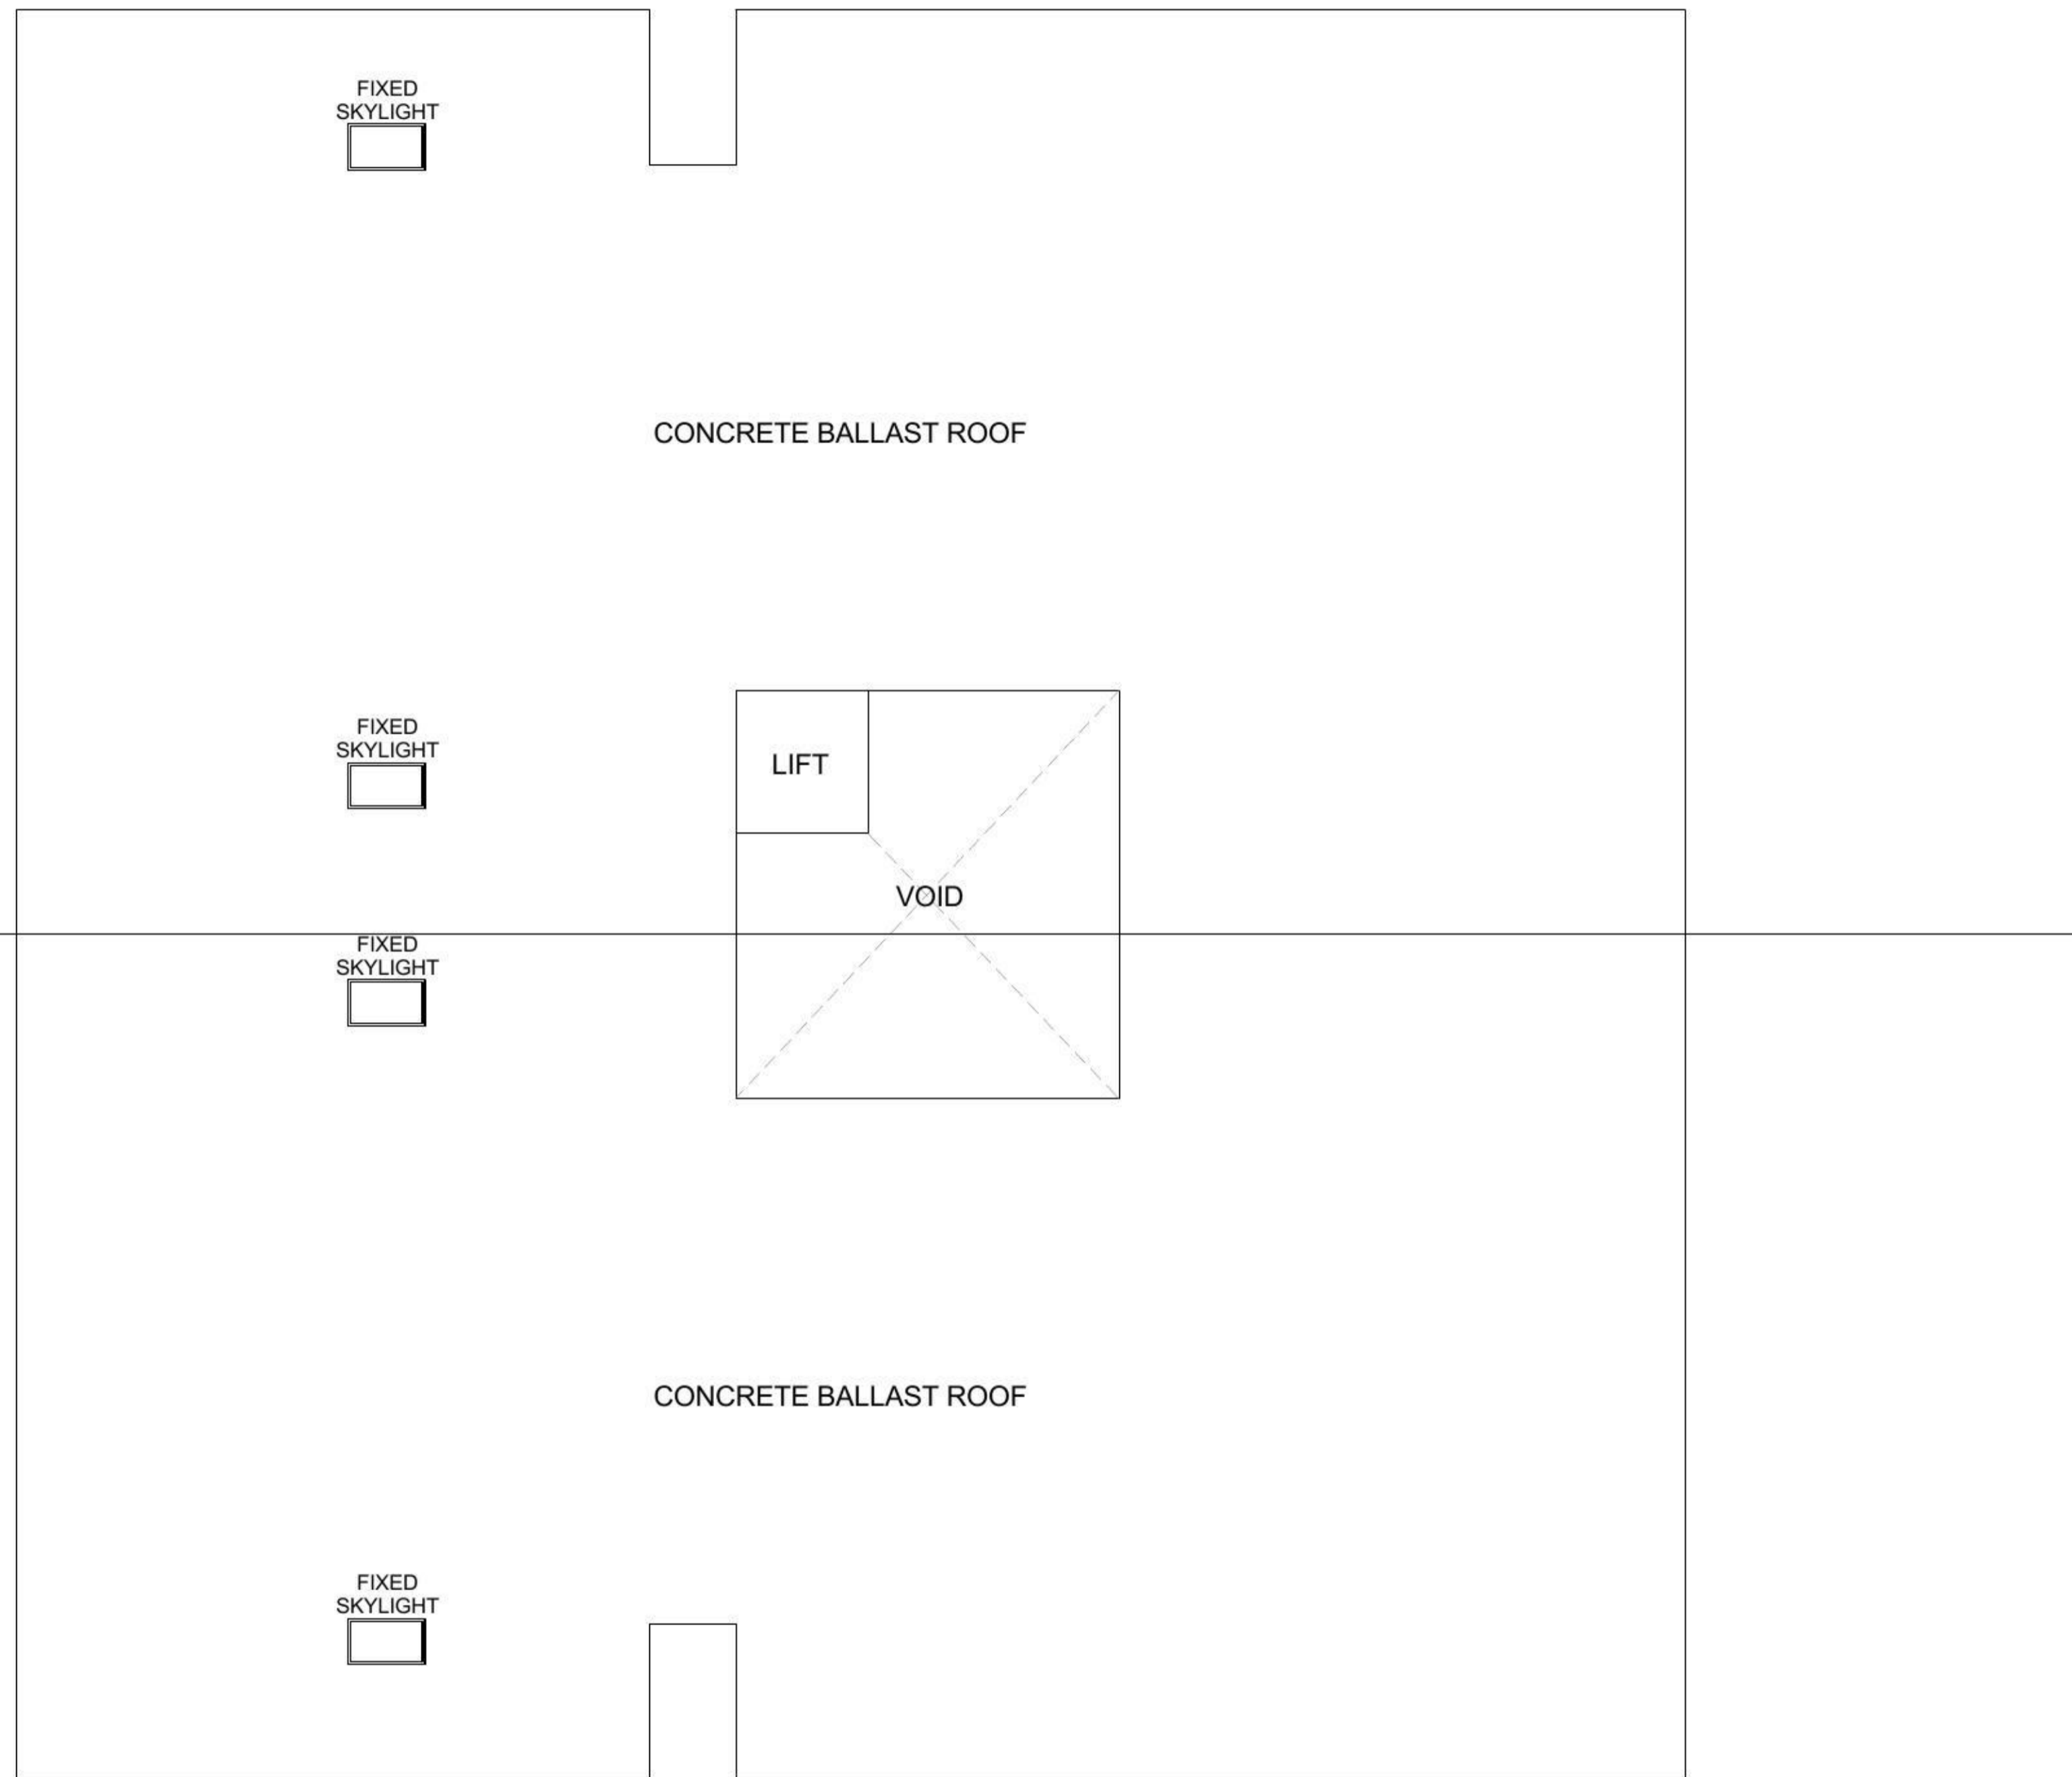 FIXED
SKYLIGHT
CONCRETE BALLAST ROOF
FIXED
SKYLIGHT
LIFT
VOID
FIXED
SKYLIGHT
CONCRETE BALLAST ROOF
FIXED
SKYLIGHT